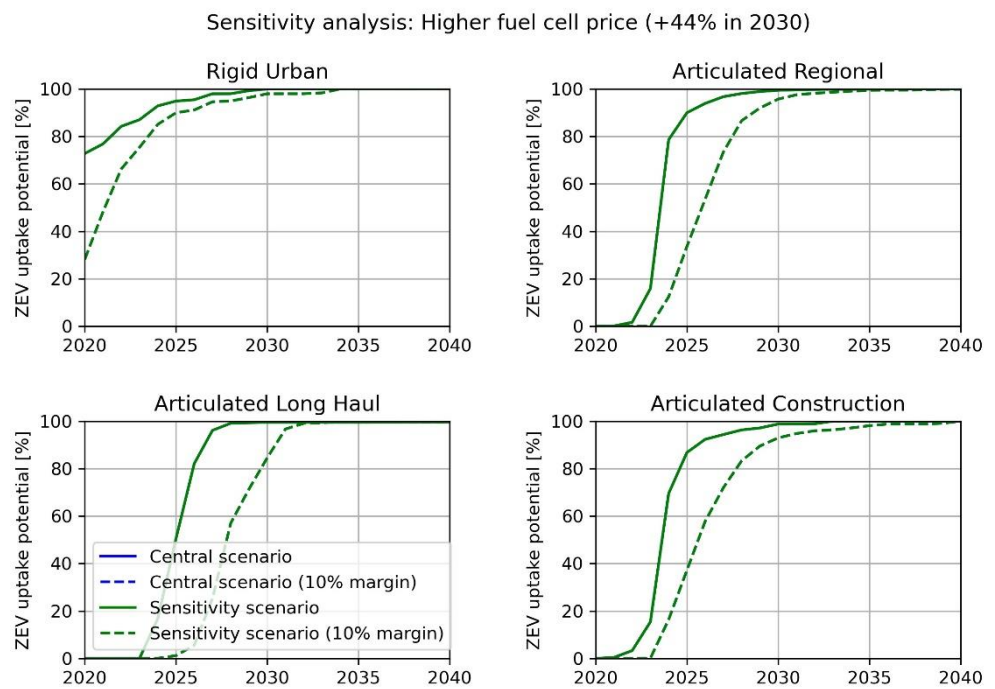 Sensitivity analysis: Higher fuel cell price (+44% in 2030)
Rigid Urban
ZEV uptake potential [%]
100
80
60
40
20
0
2020 2025 2030 2035 2040
Articulated Regional
ZEV uptake potential [%]
100
80
60
40
20
0
2020 2025 2030 2035 2040
Articulated Long Haul
ZEV uptake potential [%]
100
80
60
40
20
0
Central scenario
Central scenario (10% margin)
Sensitivity scenario
Sensitivity scenario (10% margin)
2020 2025 2030 2035 2040
Articulated Construction
ZEV uptake potential [%]
100
80
60
40
20
0
2020 2025 2030 2035 2040